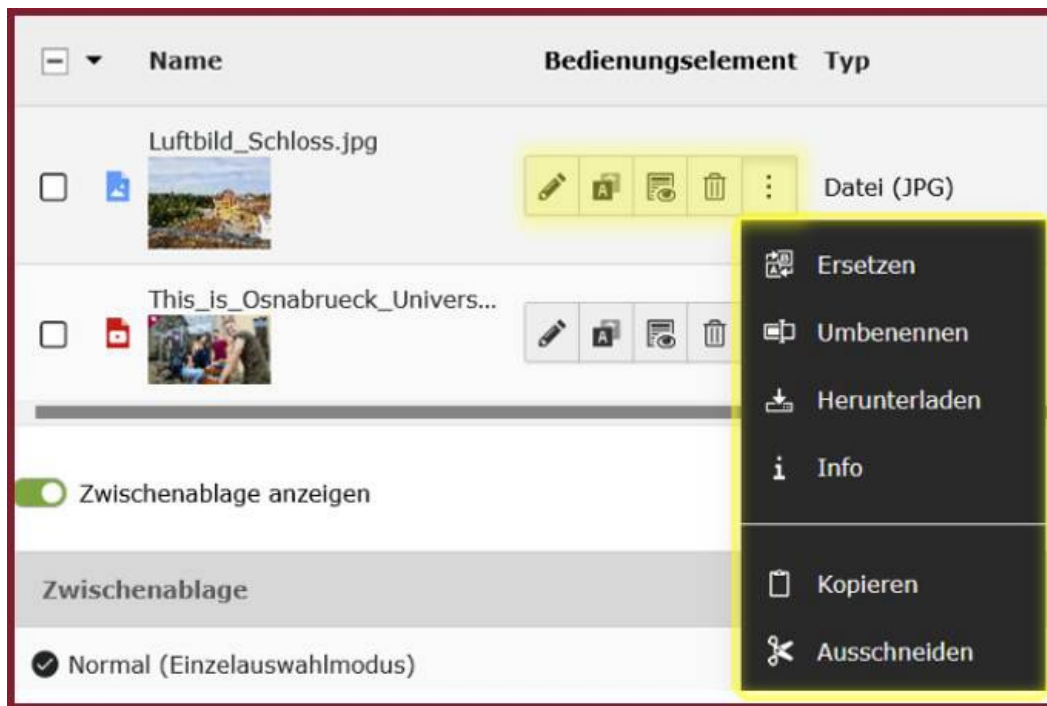 Name Bedienungselement Typ
Luftbild_Schloss.jpg
Datei (JPG)
Ersetzen
This_is_Osnabrueck_Univers...
Umbenennen
Herunterladen
Info
Zwischenablage anzeigen
Zwischenablage
Kopieren
Normal (Einzelauswahlmodus)
Ausschneiden